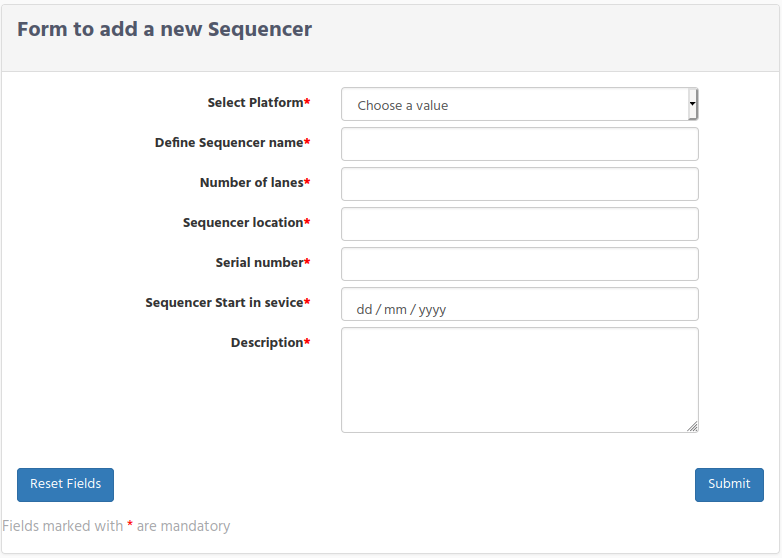 Form to add a new Sequencer
Select Platform*
Choose a value
Define Sequencer name*
Number of lanes*
Sequencer location*
Serial number*
Sequencer Start in sevice*
dd / mm / yyyy
Description*
Reset Fields
Submit
Fields marked with * are mandatory